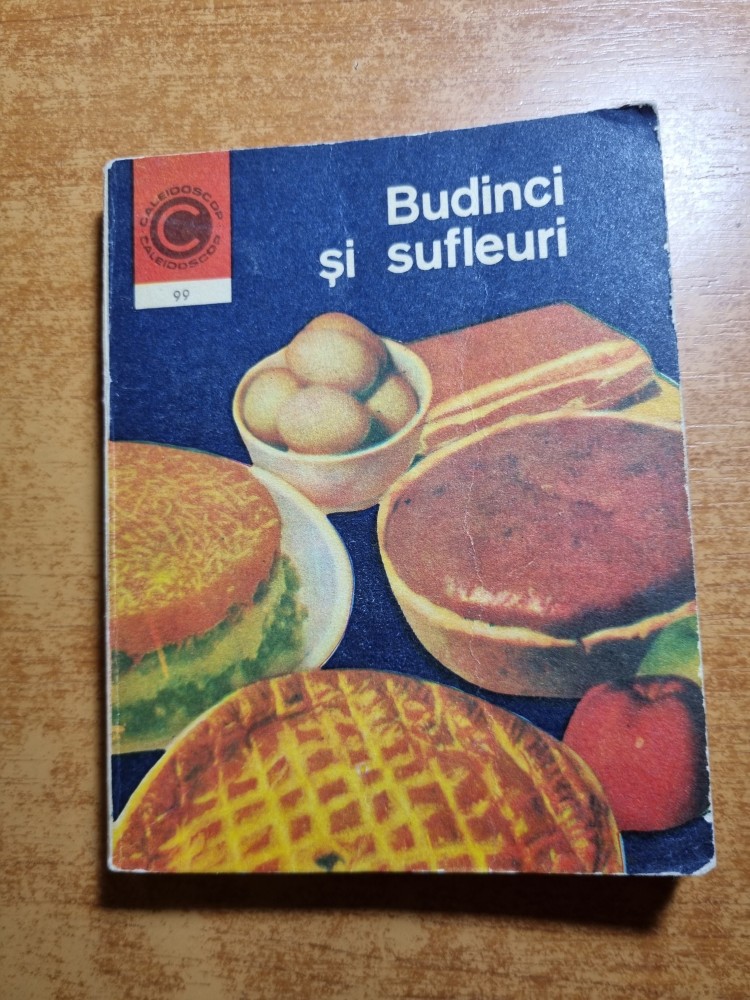 CALEIDOSCOP
C
CALEIDOSCOP
99
Budinci
și sufleuri